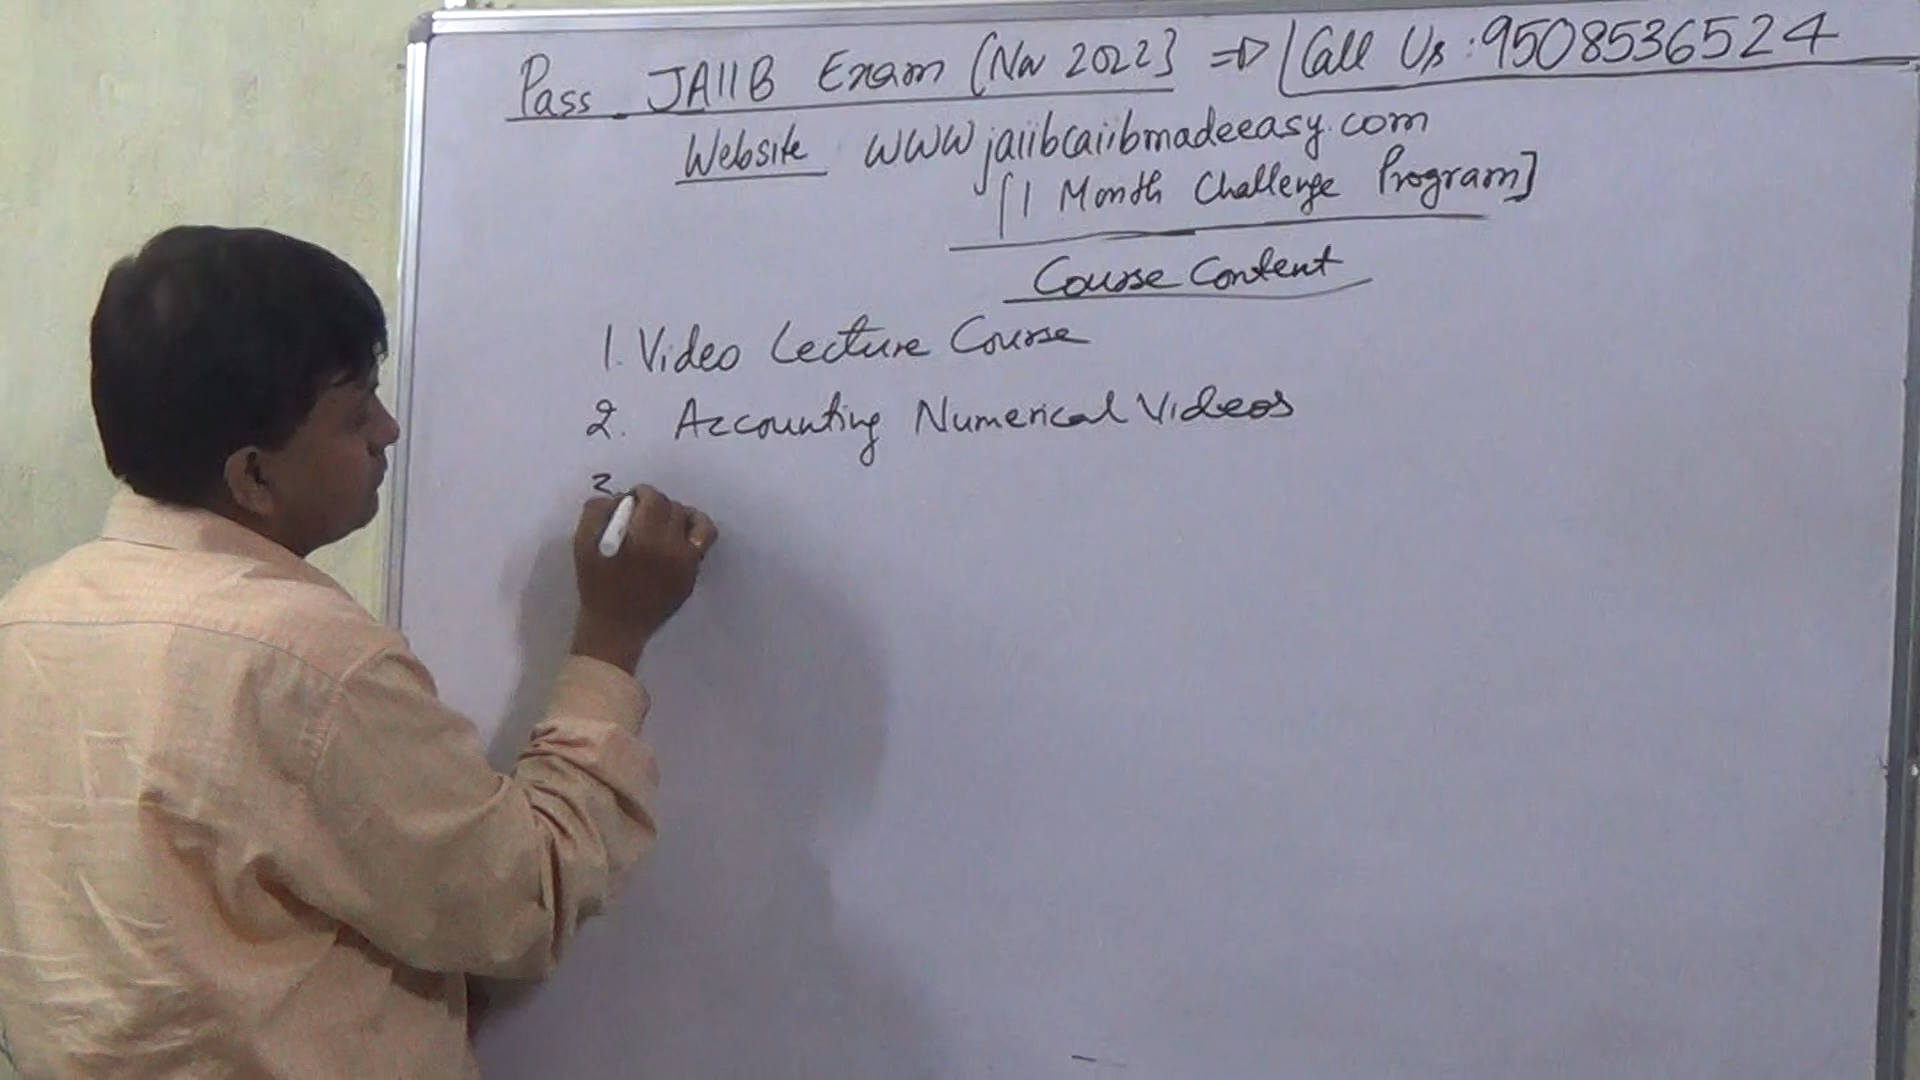 Pass JAIIB Exam (Nov 2022] ⇒ Call Us : 9508536524
Website www.jaiibcaiibmadeeasy.com
[1 Month Challenge Program]
Course Content
1. Video Lecture Course
2. Accounting Numerical Videos
3.